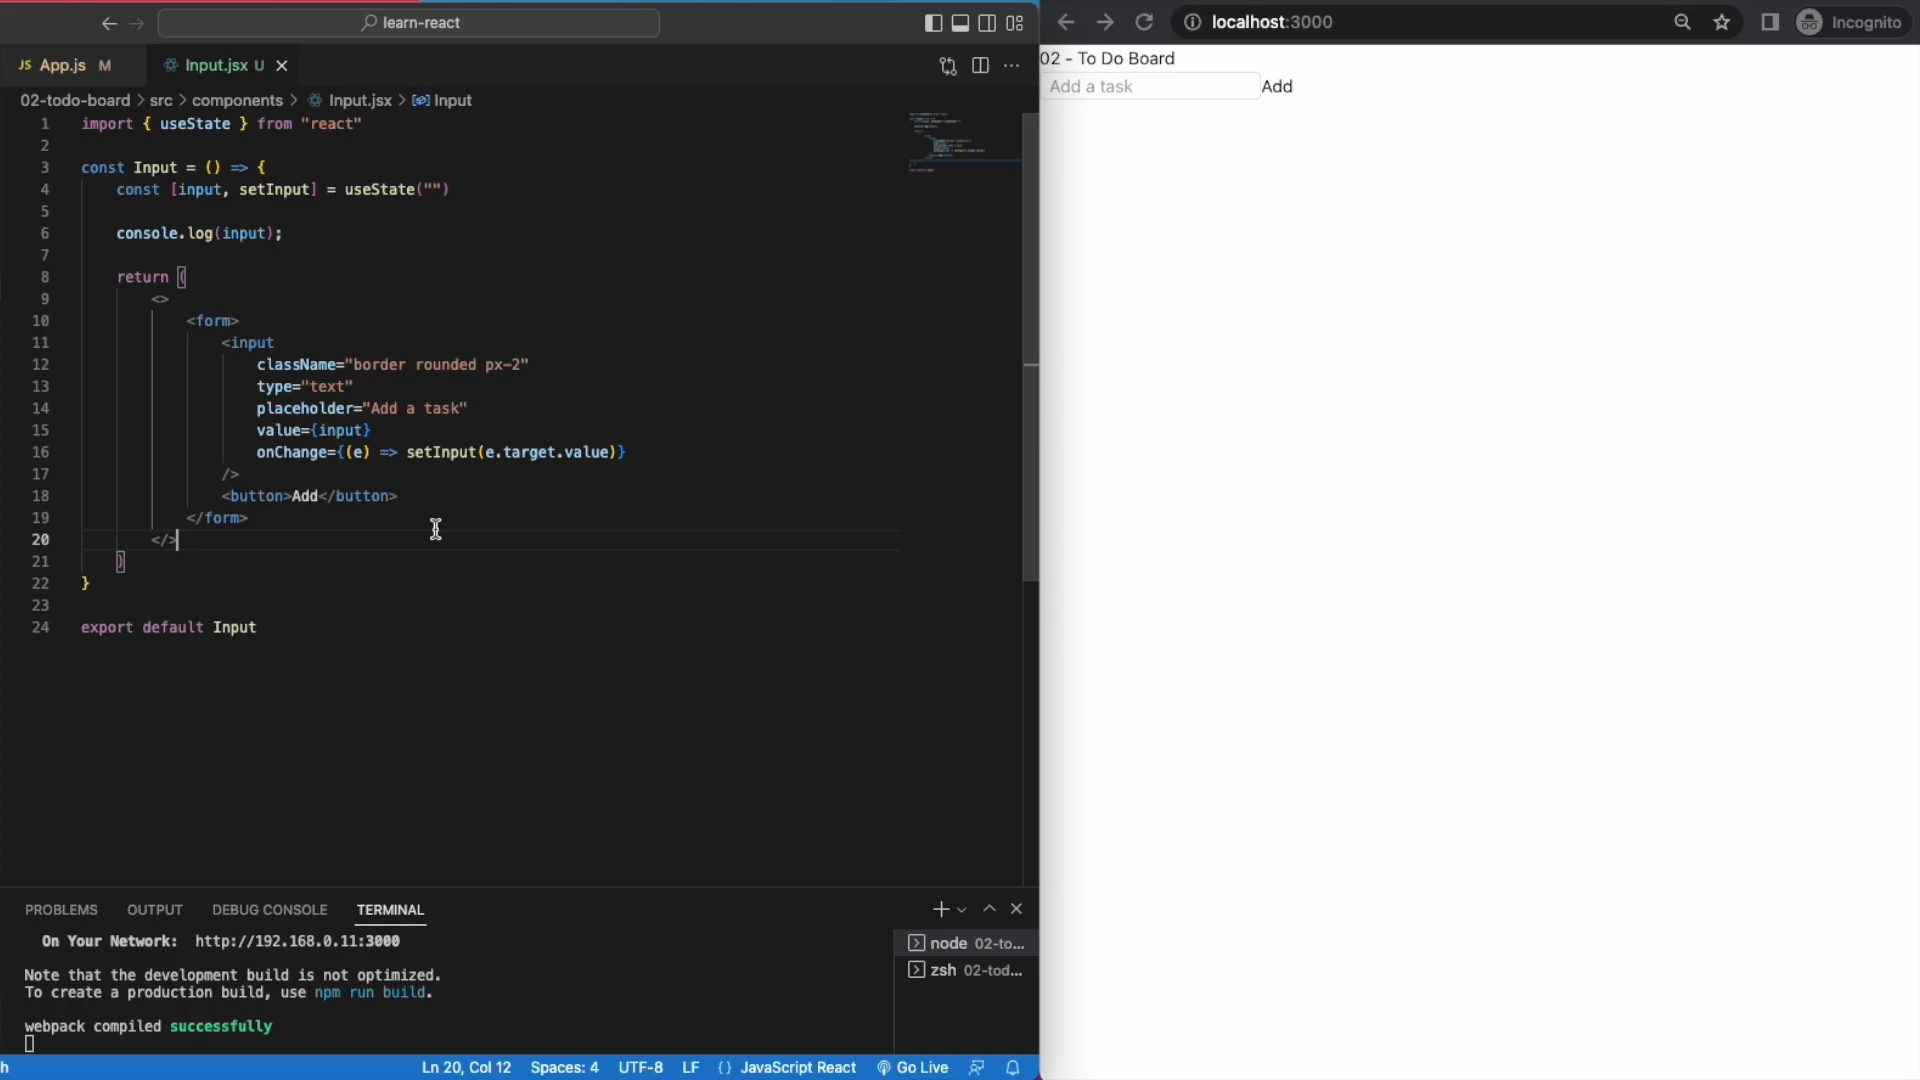 learn-react
JS App.js M
Input.jsx U
02-todo-board > src > components > Input.jsx > Input
1 import { useState } from "react"
2
3 const Input = () => {
4 const [input, setInput] = useState("")
5
6 console.log(input);
7
8 return (
9 <>
10 <form>
11 <input
12 className="border rounded px-2"
13 type="text"
14 placeholder="Add a task"
15 value={input}
16 onChange={(e) => setInput(e.target.value)}
17 />
18 <button>Add</button>
19 </form>
20 </>
21 )
22 }
23
24 export default Input
PROBLEMS OUTPUT DEBUG CONSOLE TERMINAL
On Your Network: http://192.168.0.11:3000
Note that the development build is not optimized.
To create a production build, use npm run build.
webpack compiled successfully
node 02-to...
zsh 02-tod...
h Ln 20, Col 12 Spaces: 4 UTF-8 LF {} JavaScript React Go Live
localhost:3000 Incognito
02 - To Do Board
Add a task Add